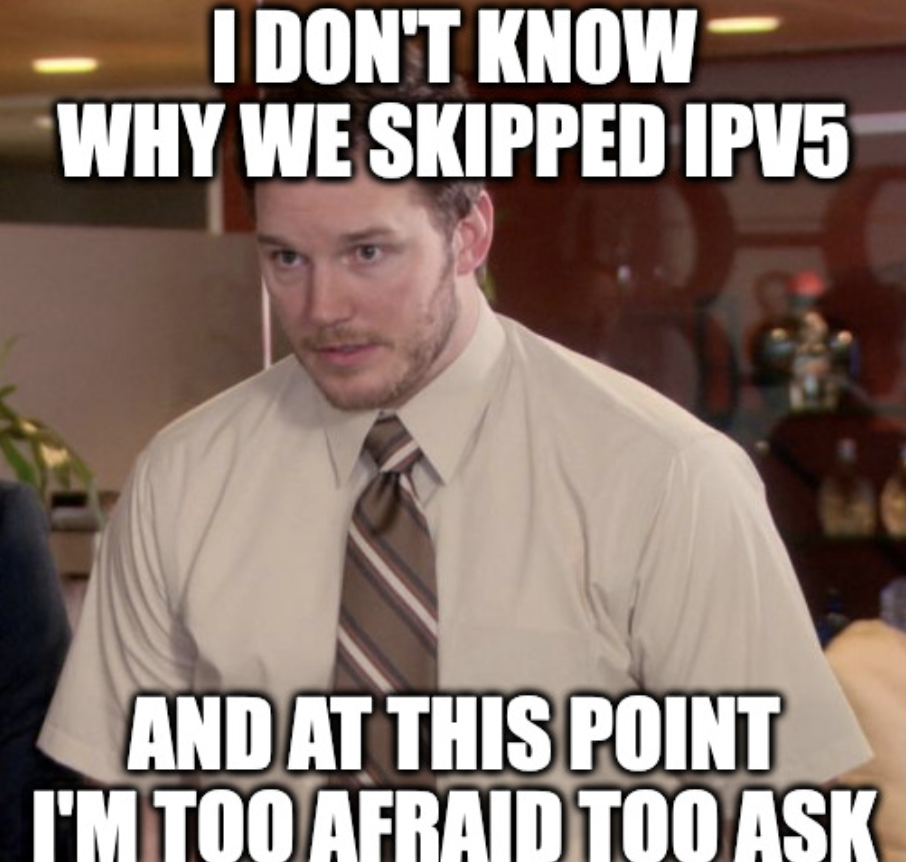 I DON'T KNOW
WHY WE SKIPPED IPV5
AND AT THIS POINT
I'M TOO AFRAID TOO ASK